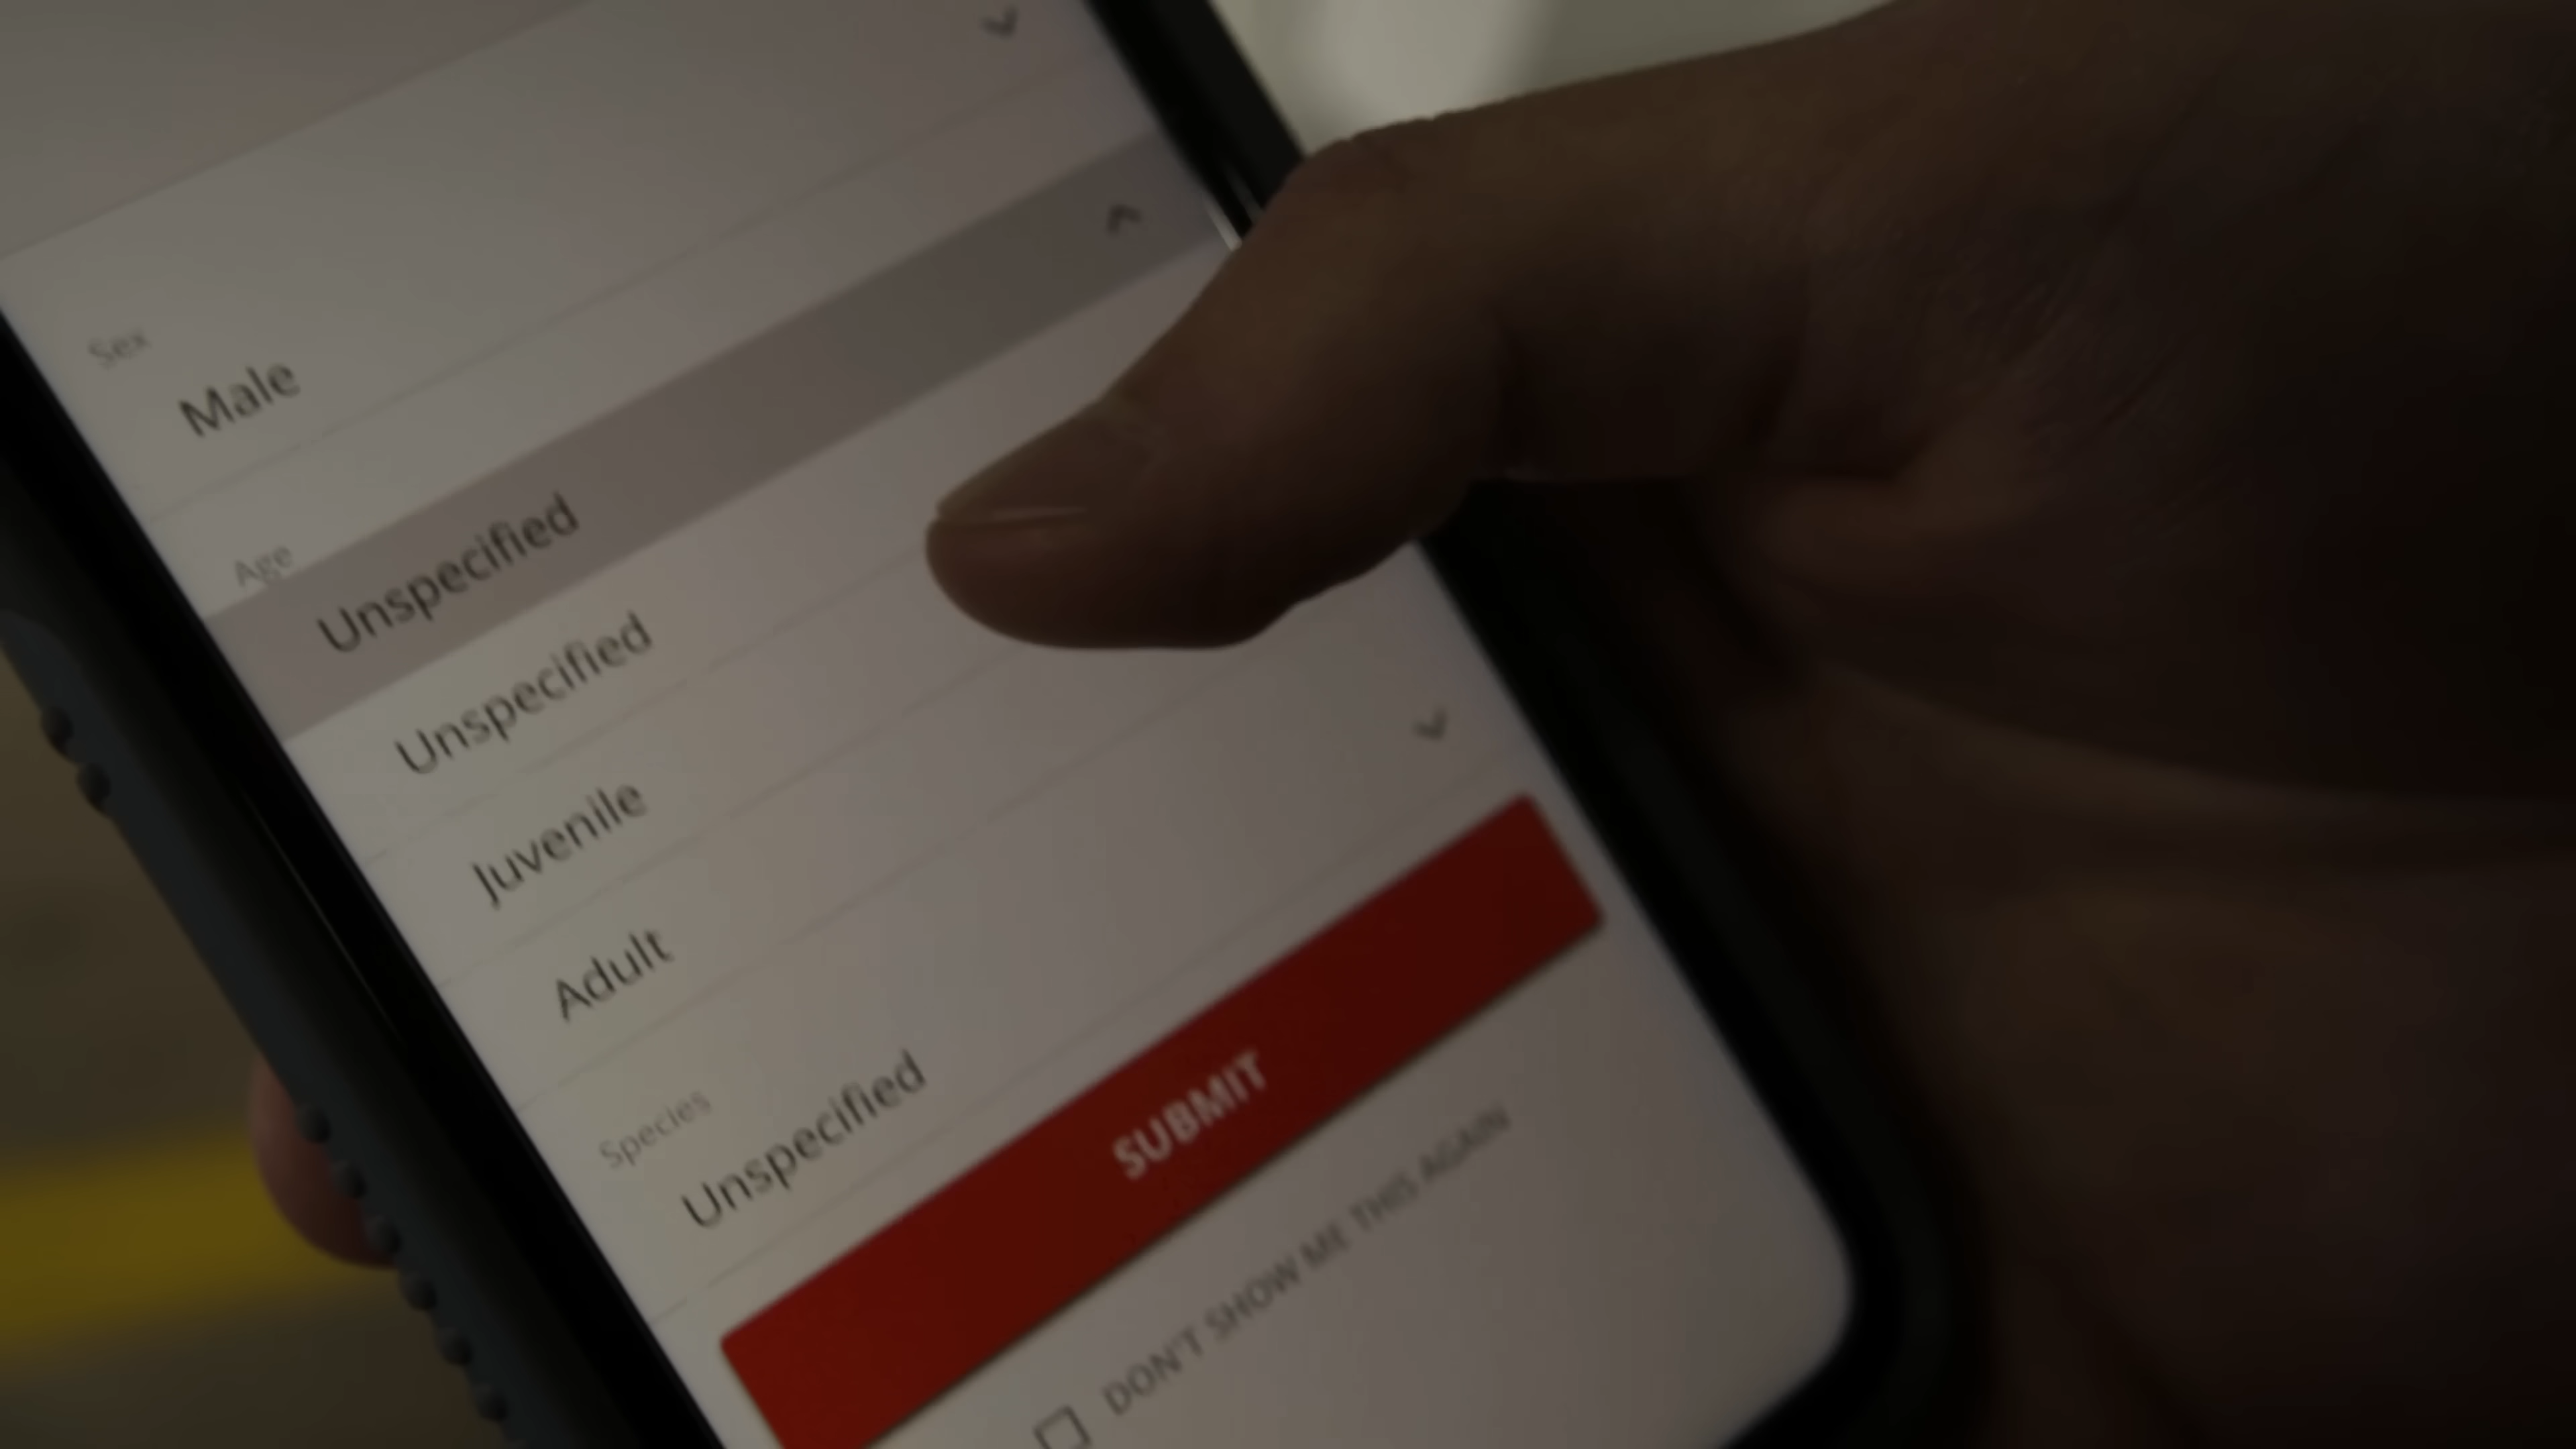 Sex
Male
Age
Unspecified
Unspecified
Juvenile
Adult
Species
Unspecified
SUBMIT
DON'T SHOW ME THIS AGAIN